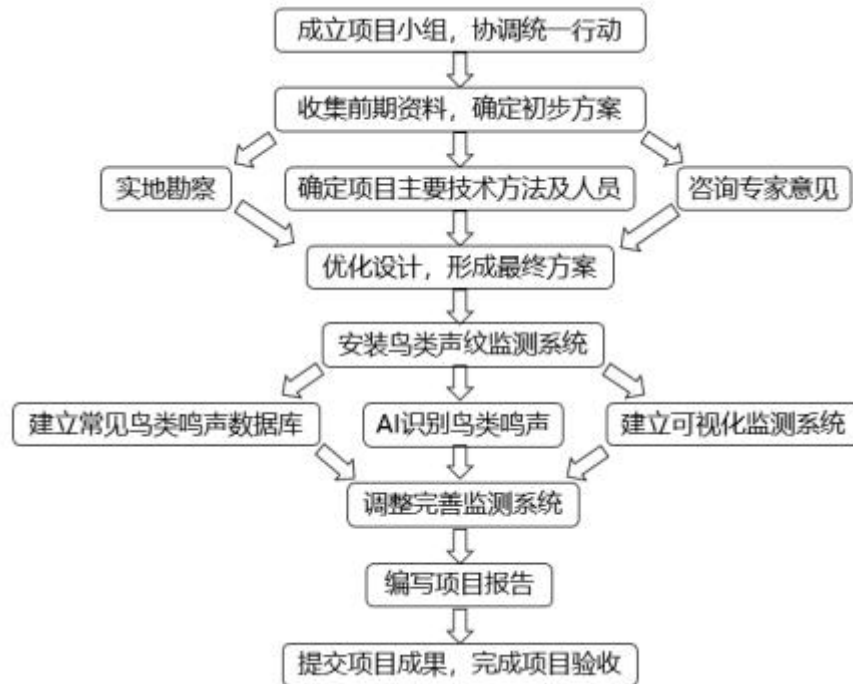 成立项目小组，协调统一行动
收集前期资料，确定初步方案
实地勘察
确定项目主要技术方法及人员
咨询专家意见
优化设计，形成最终方案
安装鸟类声纹监测系统
建立常见鸟类鸣声数据库
AI识别鸟类鸣声
建立可视化监测系统
调整完善监测系统
编写项目报告
提交项目成果，完成项目验收